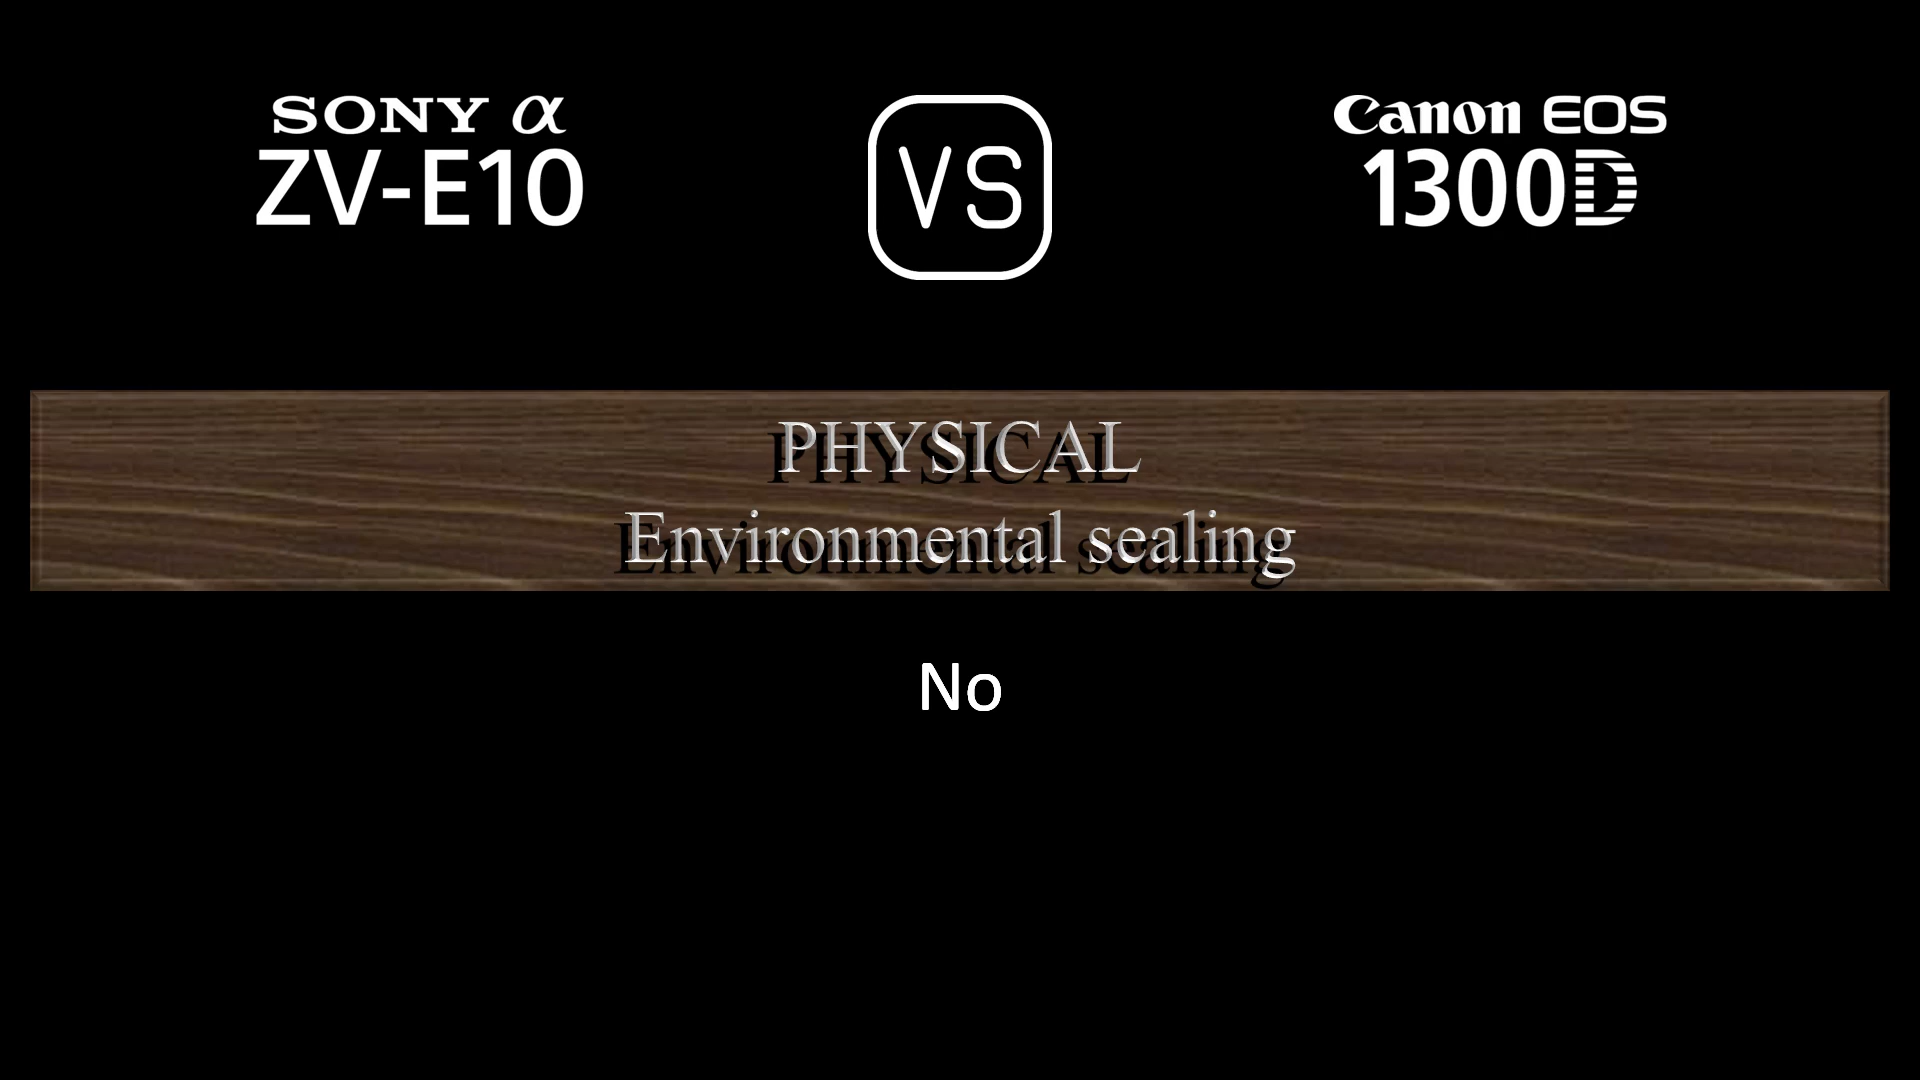 SONY α
ZV-E10
VS
Canon EOS
1300D
PHYSICAL
Environmental sealing
No